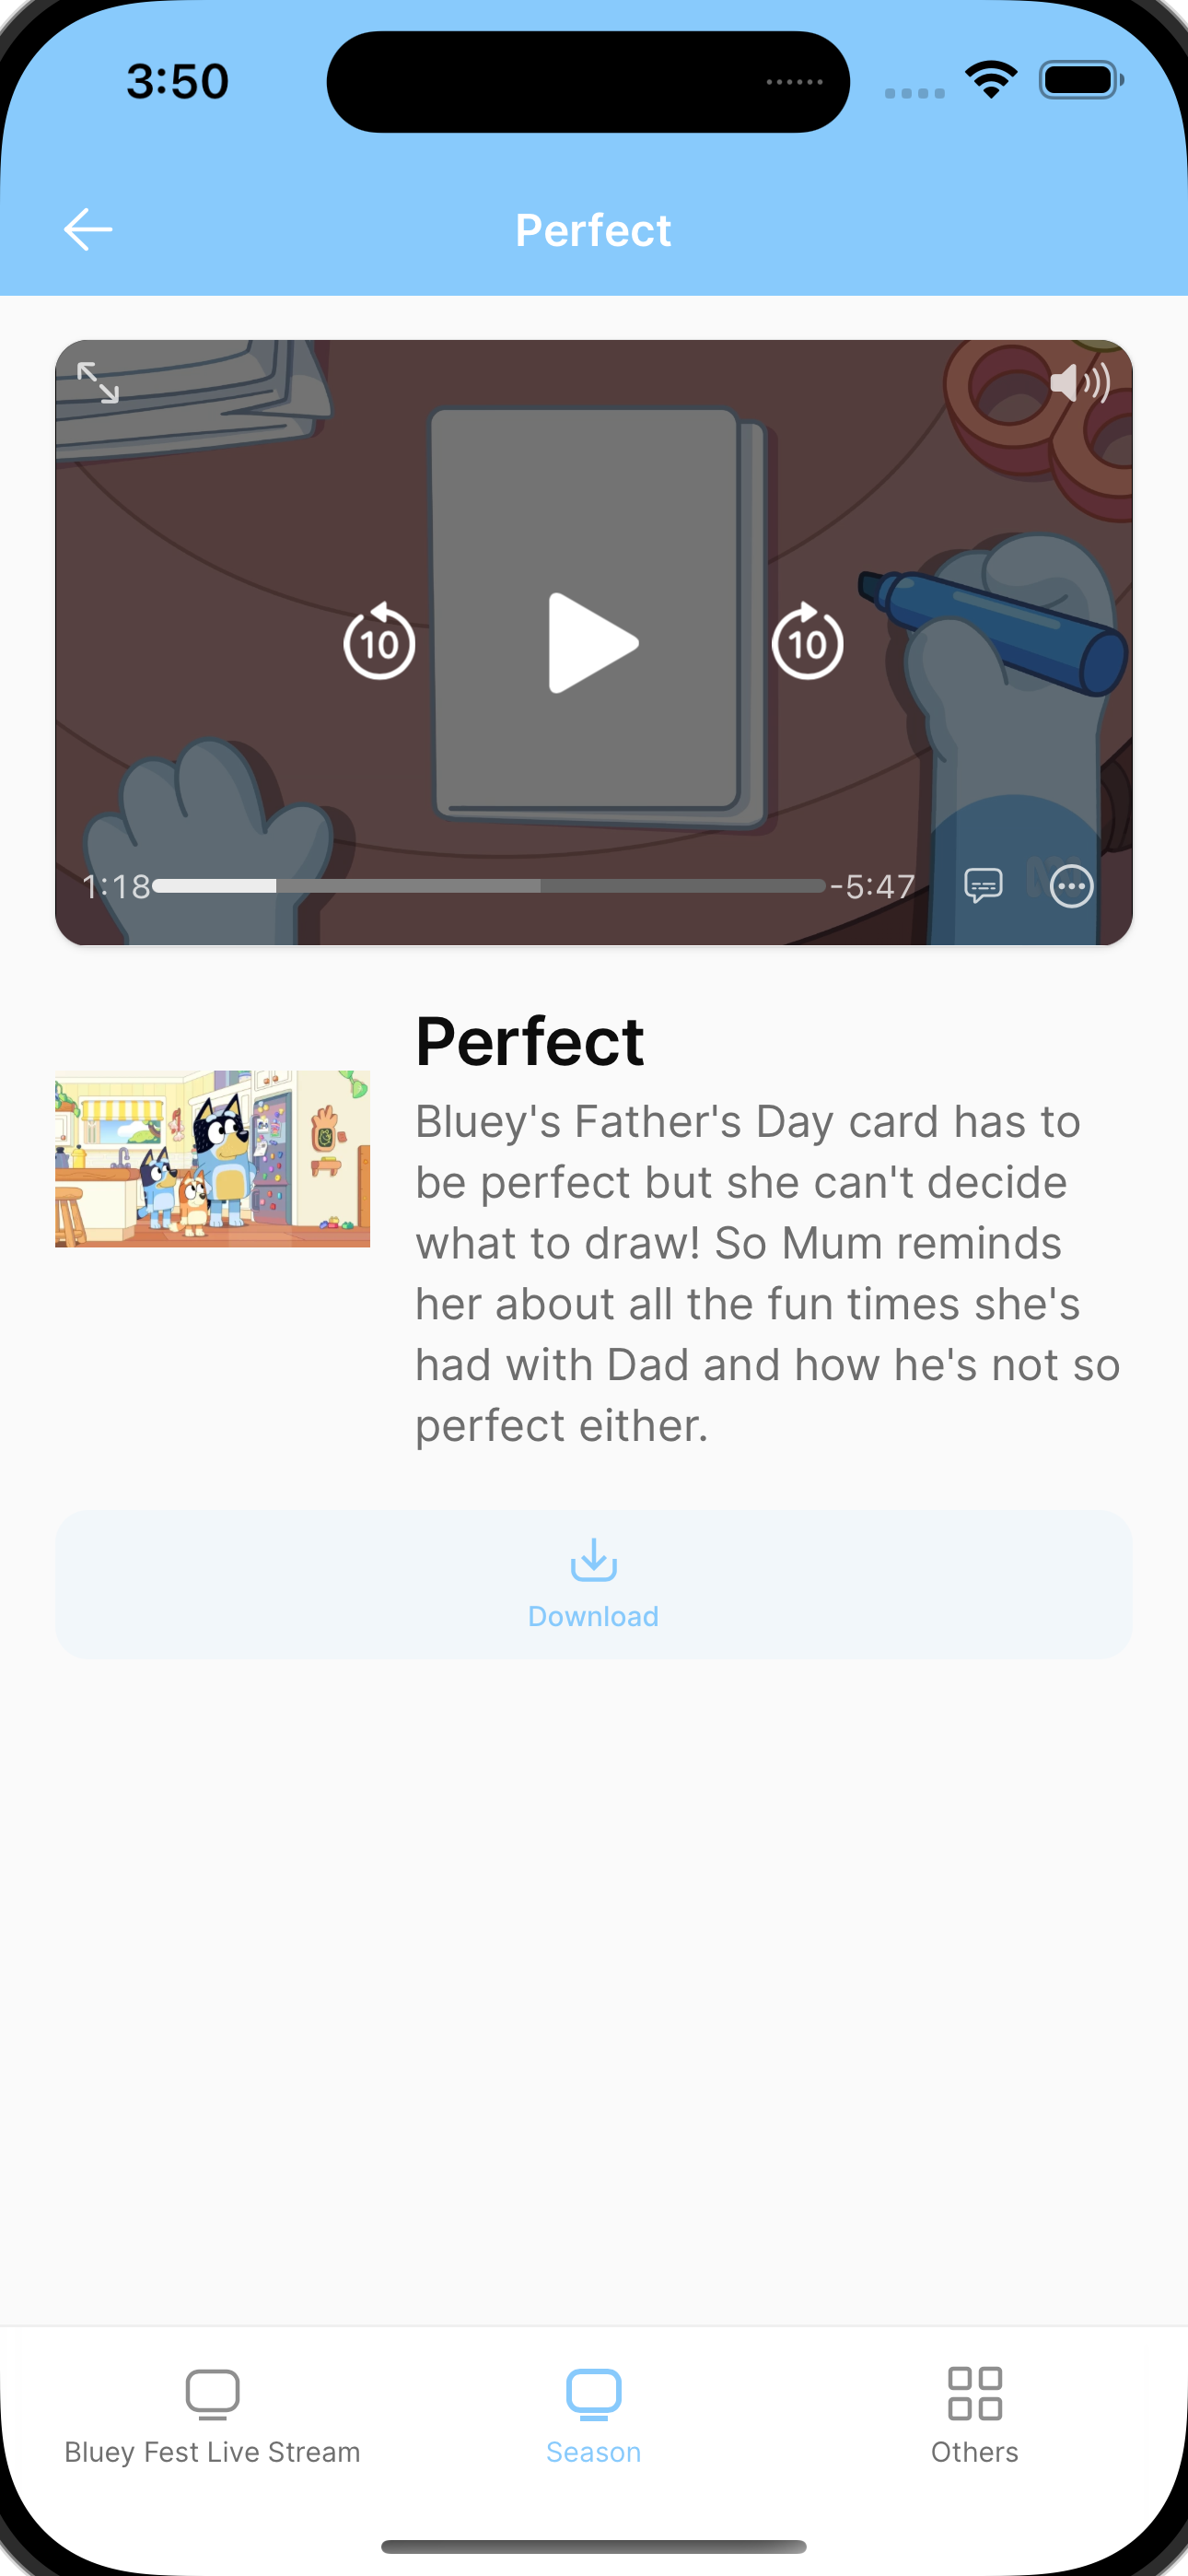 3:50
Perfect
10
10
1:18
-5:47
Perfect
Bluey's Father's Day card has to
be perfect but she can't decide
what to draw! So Mum reminds
her about all the fun times she's
had with Dad and how he's not so
perfect either.
Download
Bluey Fest Live Stream
Season
Others